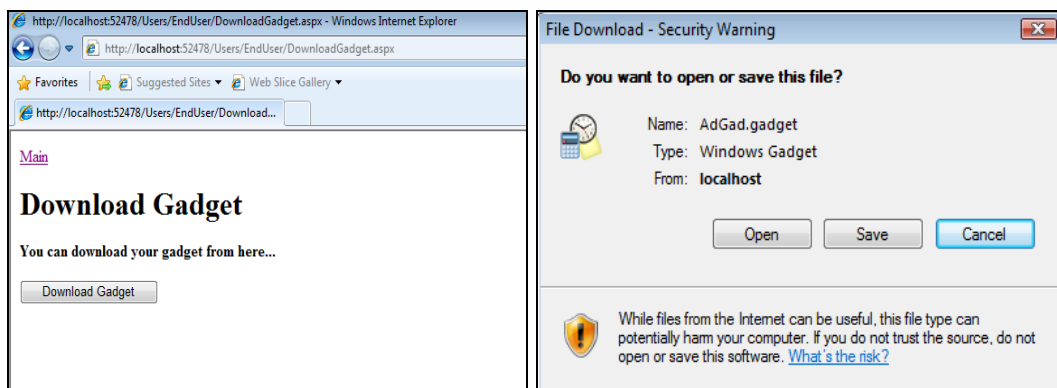 http://localhost:52478/Users/EndUser/DownloadGadget.aspx - Windows Internet Explorer
http://localhost:52478/Users/EndUser/DownloadGadget.aspx
Favorites Suggested Sites Web Slice Gallery
http://localhost:52478/Users/EndUser/Download...
Main
Download Gadget
You can download your gadget from here...
Download Gadget
File Download - Security Warning
Do you want to open or save this file?
Name: AdGad.gadget
Type: Windows Gadget
From: localhost
Open Save Cancel
While files from the Internet can be useful, this file type can
potentially harm your computer. If you do not trust the source, do not
open or save this software. What's the risk?